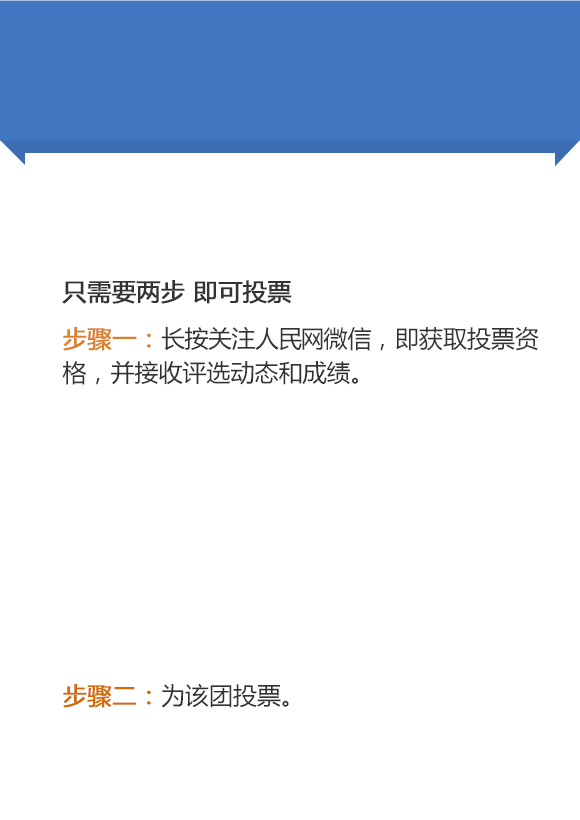 只需要两步 即可投票
步骤一：长按关注人民网微信，即获取投票资
格，并接收评选动态和成绩。
步骤二：为该团投票。